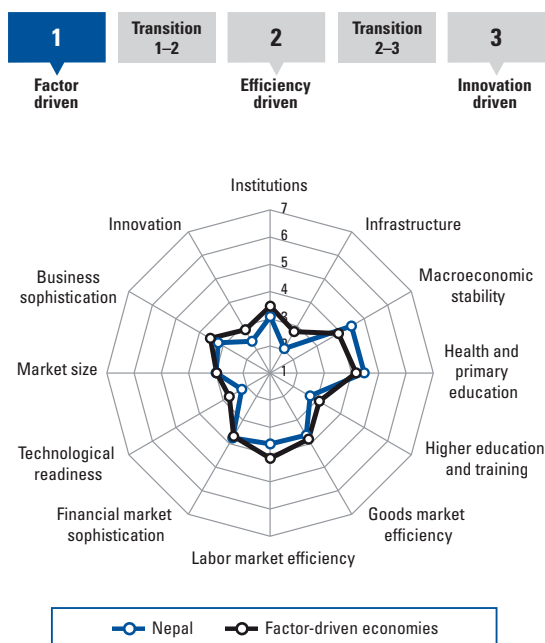 1
Transition
1–2
2
Transition
2–3
3
Factor
driven
Efficiency
driven
Innovation
driven
Institutions
7
Innovation
Infrastructure
6
5
Business
sophistication
Macroeconomic
stability
4
3
2
Market size
1
Health and
primary
education
Technological
readiness
Higher education
and training
Financial market
sophistication
Goods market
efficiency
Labor market efficiency
Nepal
Factor-driven economies